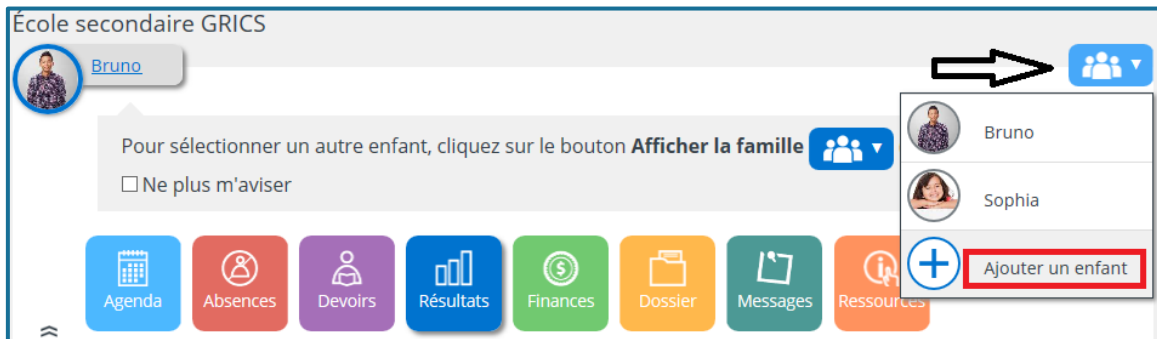 École secondaire GRICS
Bruno
Pour sélectionner un autre enfant, cliquez sur le bouton Afficher la famille
Ne plus m'aviser
Bruno
Sophia
Ajouter un enfant
Agenda
Absences
Devoirs
Résultats
Finances
Dossier
Messages
Ressources